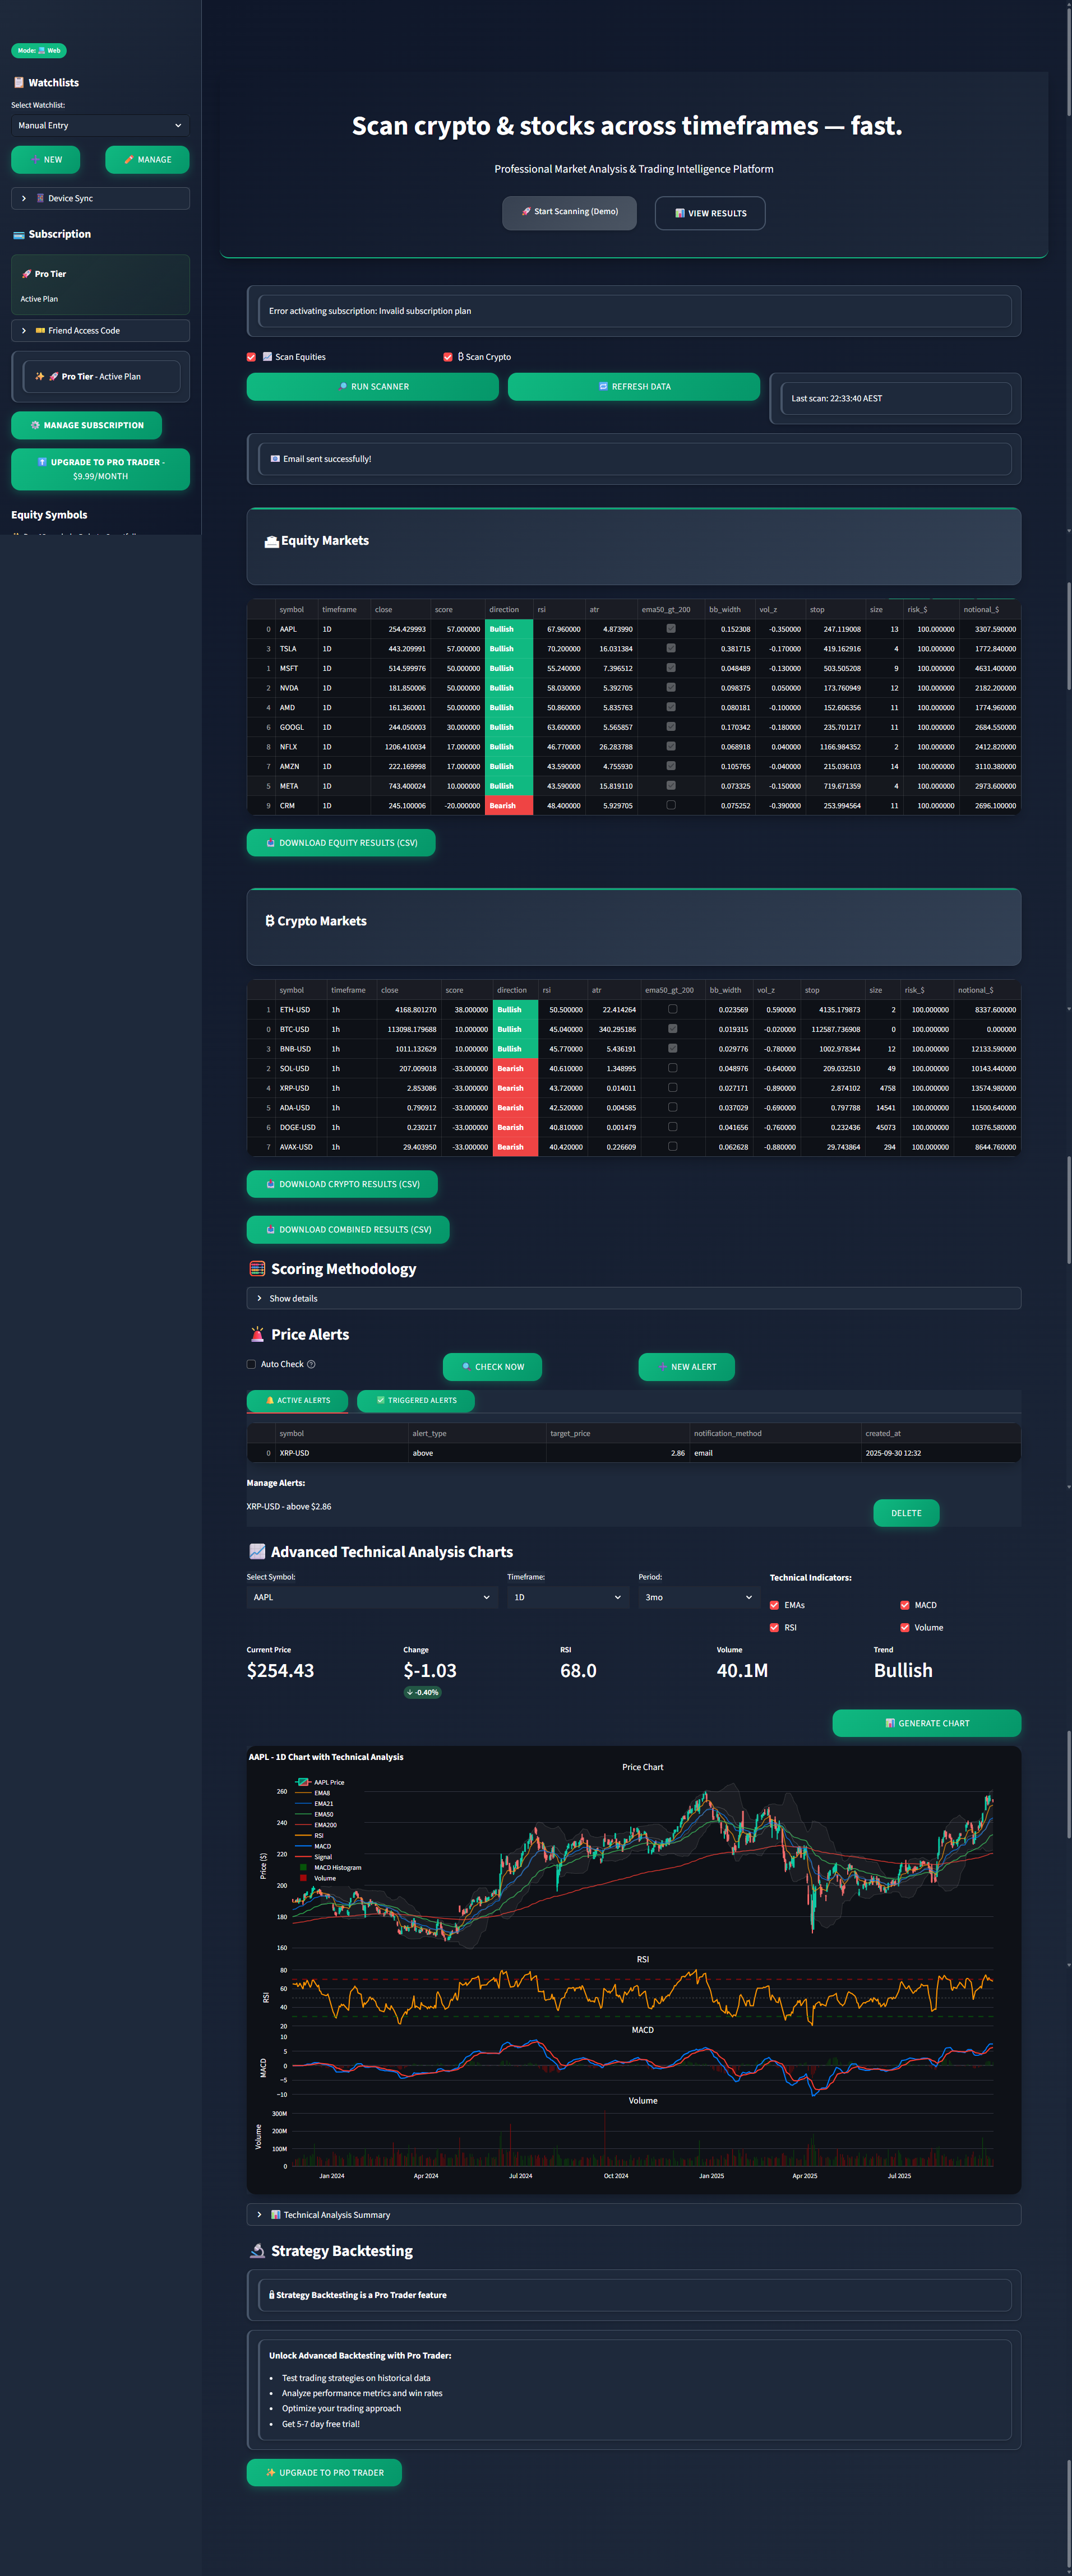 Mode: Web
Watchlists
Select Watchlist:
Manual Entry
NEW
MANAGE
Device Sync
Subscription
Pro Tier
Active Plan
Friend Access Code
Pro Tier - Active Plan
MANAGE SUBSCRIPTION
UPGRADE TO PRO TRADER -
$9.99/MONTH
Equity Symbols
Scan crypto & stocks across timeframes — fast.
Professional Market Analysis & Trading Intelligence Platform
Start Scanning (Demo)
VIEW RESULTS
Error activating subscription: Invalid subscription plan
Scan Equities
₿ Scan Crypto
RUN SCANNER
REFRESH DATA
Last scan: 22:33:40 AEST
Email sent successfully!
Equity Markets
symbol timeframe close score direction rsi atr ema50_gt_200 bb_width vol_z stop size risk_$ notional_$
0 AAPL 1D 254.429993 57.000000 Bullish 67.960000 4.873990 0.152308 -0.350000 247.119008 13 100.000000 3307.590000
3 TSLA 1D 443.209991 57.000000 Bullish 70.200000 16.031384 0.381715 -0.170000 419.162916 4 100.000000 1772.840000
1 MSFT 1D 514.599976 50.000000 Bullish 55.240000 7.396512 0.048489 -0.130000 503.505208 9 100.000000 4631.400000
2 NVDA 1D 181.850006 50.000000 Bullish 58.030000 5.392705 0.098375 0.050000 173.760949 12 100.000000 2182.200000
4 AMD 1D 161.360001 50.000000 Bullish 50.860000 5.835763 0.080181 -0.100000 152.606356 11 100.000000 1774.960000
6 GOOGL 1D 244.050003 30.000000 Bullish 63.600000 5.565857 0.170342 -0.180000 235.701217 11 100.000000 2684.550000
8 NFLX 1D 1206.410034 17.000000 Bullish 46.770000 26.283788 0.068918 0.040000 1166.984352 2 100.000000 2412.820000
7 AMZN 1D 222.169998 17.000000 Bullish 43.590000 4.755930 0.105765 -0.040000 215.036103 14 100.000000 3110.380000
5 META 1D 743.400024 10.000000 Bullish 43.590000 15.819110 0.073325 -0.150000 719.671359 4 100.000000 2973.600000
9 CRM 1D 245.100006 -20.000000 Bearish 48.400000 5.929705 0.075252 -0.390000 253.994564 11 100.000000 2696.100000
DOWNLOAD EQUITY RESULTS (CSV)
₿ Crypto Markets
symbol timeframe close score direction rsi atr ema50_gt_200 bb_width vol_z stop size risk_$ notional_$
1 ETH-USD 1h 4168.801270 38.000000 Bullish 50.500000 22.414264 0.023569 0.590000 4135.179873 2 100.000000 8337.600000
0 BTC-USD 1h 113098.179688 10.000000 Bullish 45.040000 340.295186 0.019315 -0.020000 112587.736908 0 100.000000 0.000000
3 BNB-USD 1h 1011.132629 10.000000 Bullish 45.770000 5.436191 0.029776 -0.780000 1002.978344 12 100.000000 12133.590000
2 SOL-USD 1h 207.009018 -33.000000 Bearish 40.610000 1.348995 0.048976 -0.640000 209.032510 49 100.000000 10143.440000
4 XRP-USD 1h 2.853086 -33.000000 Bearish 43.720000 0.014011 0.027171 -0.890000 2.874102 4758 100.000000 13574.980000
5 ADA-USD 1h 0.790912 -33.000000 Bearish 42.520000 0.004585 0.037029 -0.690000 0.797788 14541 100.000000 11500.640000
6 DOGE-USD 1h 0.230217 -33.000000 Bearish 40.810000 0.001479 0.041656 -0.760000 0.232436 45073 100.000000 10376.580000
7 AVAX-USD 1h 29.403950 -33.000000 Bearish 40.420000 0.226609 0.062628 -0.880000 29.743864 294 100.000000 8644.760000
DOWNLOAD CRYPTO RESULTS (CSV)
DOWNLOAD COMBINED RESULTS (CSV)
Scoring Methodology
Show details
Price Alerts
Auto Check
CHECK NOW
NEW ALERT
ACTIVE ALERTS
TRIGGERED ALERTS
symbol alert_type target_price notification_method created_at
0 XRP-USD above 2.86 email 2025-09-30 12:32
Manage Alerts:
XRP-USD - above $2.86
DELETE
Advanced Technical Analysis Charts
Select Symbol:
AAPL
Timeframe:
1D
Period:
3mo
Technical Indicators:
EMAs
MACD
RSI
Volume
Current Price
$254.43
Change
$-1.03
-0.40%
RSI
68.0
Volume
40.1M
Trend
Bullish
GENERATE CHART
AAPL - 1D Chart with Technical Analysis
Price Chart
AAPL Price
EMA8
EMA21
EMA50
EMA200
RSI
MACD
Signal
MACD Histogram
Volume
Price ($)
260
240
220
200
180
160
RSI
RSI
80
60
40
20
MACD
MACD
10
5
0
−5
−10
Volume
Volume
300M
200M
100M
0
Jan 2024
Apr 2024
Jul 2024
Oct 2024
Jan 2025
Apr 2025
Jul 2025
Technical Analysis Summary
Strategy Backtesting
Strategy Backtesting is a Pro Trader feature
Unlock Advanced Backtesting with Pro Trader:
Test trading strategies on historical data
Analyze performance metrics and win rates
Optimize your trading approach
Get 5-7 day free trial!
UPGRADE TO PRO TRADER